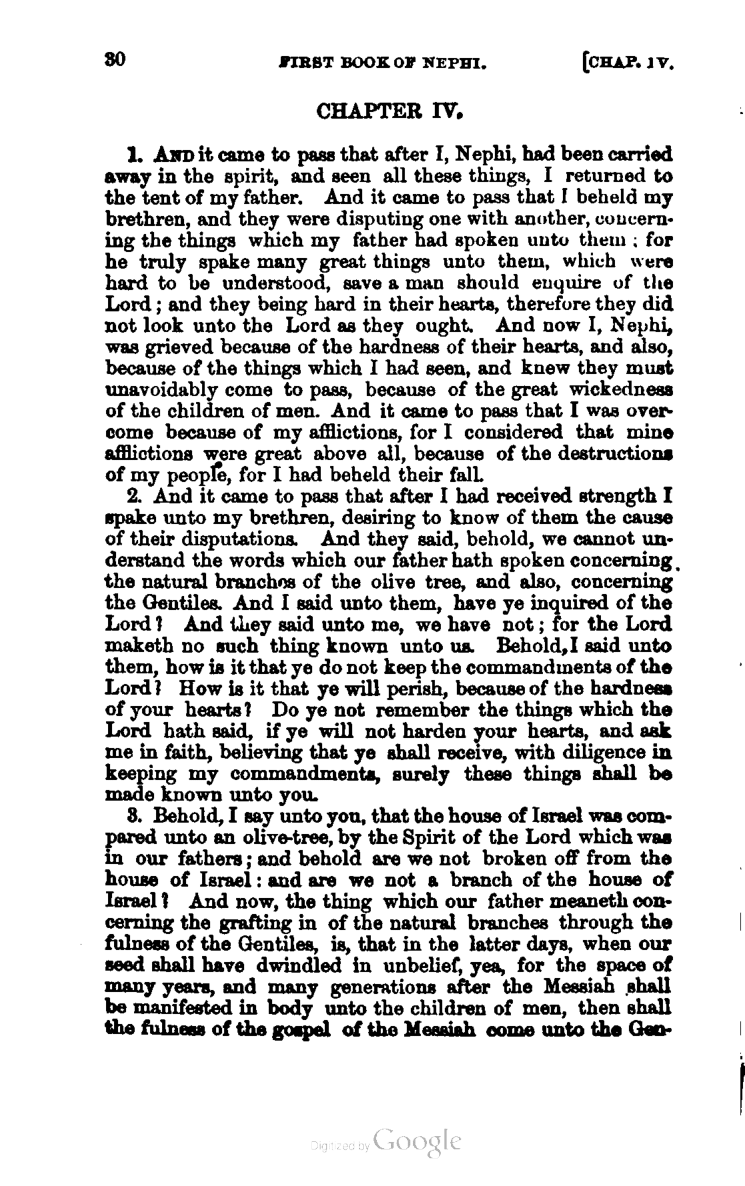 30 FIRST BOOK OF NEPHI. [CHAP. IV.
CHAPTER IV.
1. AND it came to pass that after I, Nephi, had been carried
away in the spirit, and seen all these things, I returned to
the tent of my father. And it came to pass that I beheld my
brethren, and they were disputing one with another, concern-
ing the things which my father had spoken unto them ; for
he truly spake many great things unto them, which were
hard to be understood, save a man should enquire of the
Lord ; and they being hard in their hearts, therefore they did
not look unto the Lord as they ought. And now I, Nephi,
was grieved because of the hardness of their hearts, and also,
because of the things which I had seen, and knew they must
unavoidably come to pass, because of the great wickedness
of the children of men. And it came to pass that I was over-
come because of my afflictions, for I considered that mine
afflictions were great above all, because of the destructions
of my people, for I had beheld their fall.
2. And it came to pass that after I had received strength I
spake unto my brethren, desiring to know of them the cause
of their disputations. And they said, behold, we cannot un-
derstand the words which our father hath spoken concerning
the natural branches of the olive tree, and also, concerning
the Gentiles. And I said unto them, have ye inquired of the
Lord ? And they said unto me, we have not ; for the Lord
maketh no such thing known unto us. Behold, I said unto
them, how is it that ye do not keep the commandments of the
Lord ? How is it that ye will perish, because of the hardness
of your hearts ? Do ye not remember the things which the
Lord hath said, if ye will not harden your hearts, and ask
me in faith, believing that ye shall receive, with diligence in
keeping my commandments, surely these things shall be
made known unto you.
3. Behold, I say unto you, that the house of Israel was com-
pared unto an olive-tree, by the Spirit of the Lord which was
in our fathers ; and behold are we not broken off from the
house of Israel : and are we not a branch of the house of
Israel ? And now, the thing which our father meaneth con-
cerning the grafting in of the natural branches through the
fulness of the Gentiles, is, that in the latter days, when our
seed shall have dwindled in unbelief, yea, for the space of
many years, and many generations after the Messiah shall
be manifested in body unto the children of men, then shall
the fulness of the gospel of the Messiah come unto the Gen-
Digitized by Google